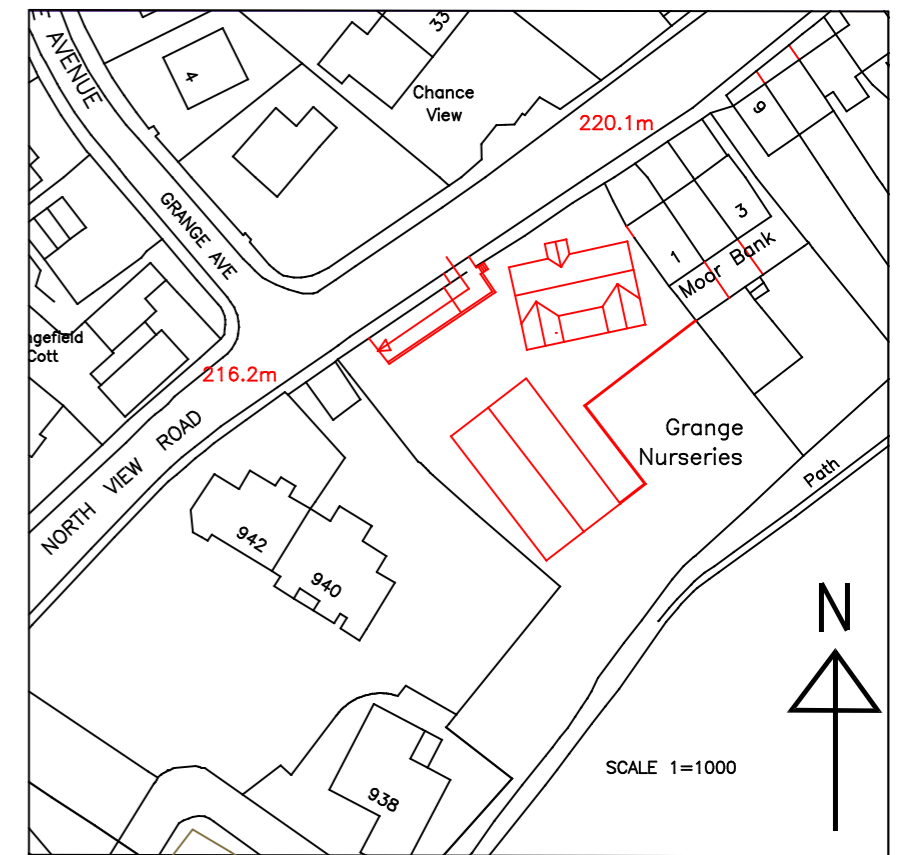 E AVENUE
4
33
Chance
View
220.1m
9
GRANGE AVE
3
1
Moor Bank
ngefield
Cott
216.2m
Grange
Nurseries
NORTH VIEW ROAD
Path
942
940
N
SCALE 1=1000
938